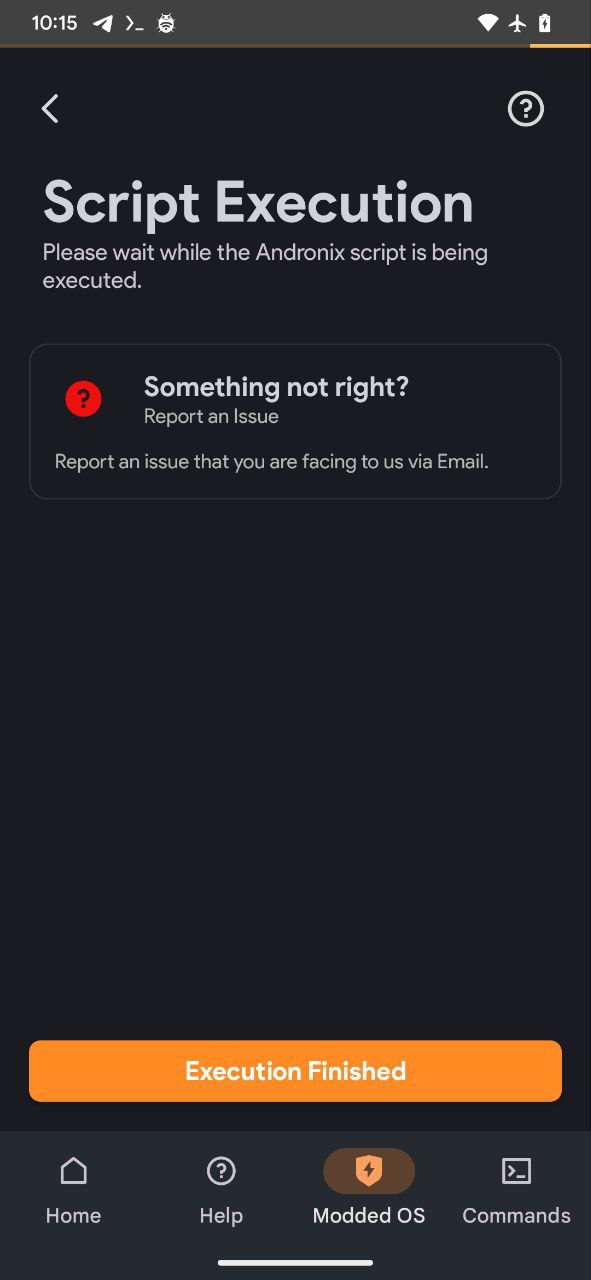 10:15
Script Execution
Please wait while the Andronix script is being
executed.
Something not right?
Report an Issue
Report an issue that you are facing to us via Email.
Execution Finished
Home
Help
Modded OS
Commands